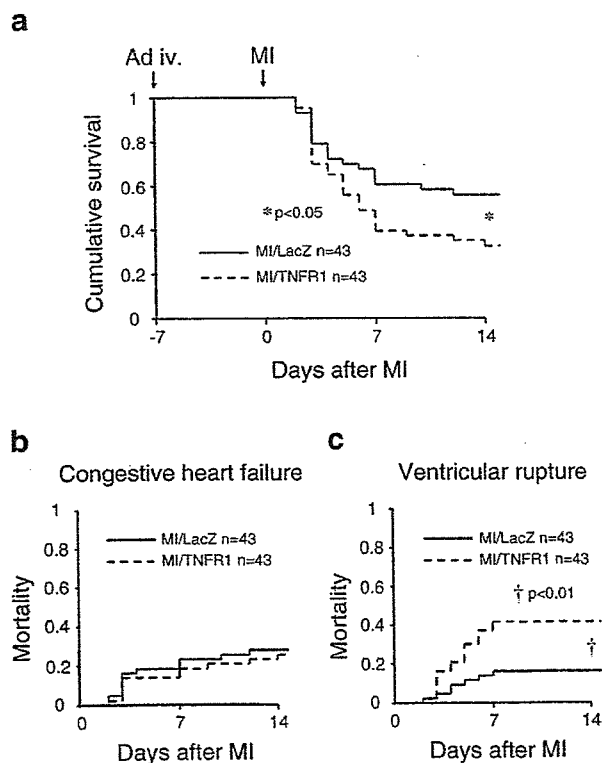 a
Ad iv. MI
1
0.8
0.6
0.4
0.2
0
Cumulative survival
*p<0.05
*
MI/LacZ n=43
MI/TNFR1 n=43
-7 0 7 14
Days after MI
b
Congestive heart failure
1
0.8
0.6
0.4
0.2
0
Mortality
MI/LacZ n=43
MI/TNFR1 n=43
0 7 14
Days after MI
c
Ventricular rupture
1
0.8
0.6
0.4
0.2
0
Mortality
MI/LacZ n=43
MI/TNFR1 n=43
† p<0.01
†
0 7 14
Days after MI